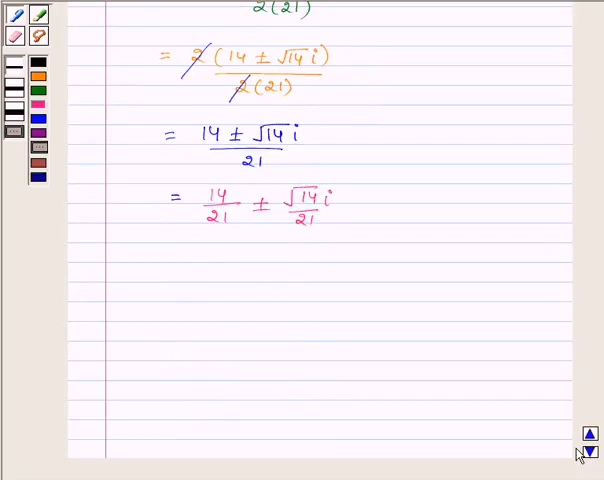 2(21)
= 2(14 ± √14 i)
2(21)
= 14 ± √14 i
21
= 14/21 ± √14 i/21